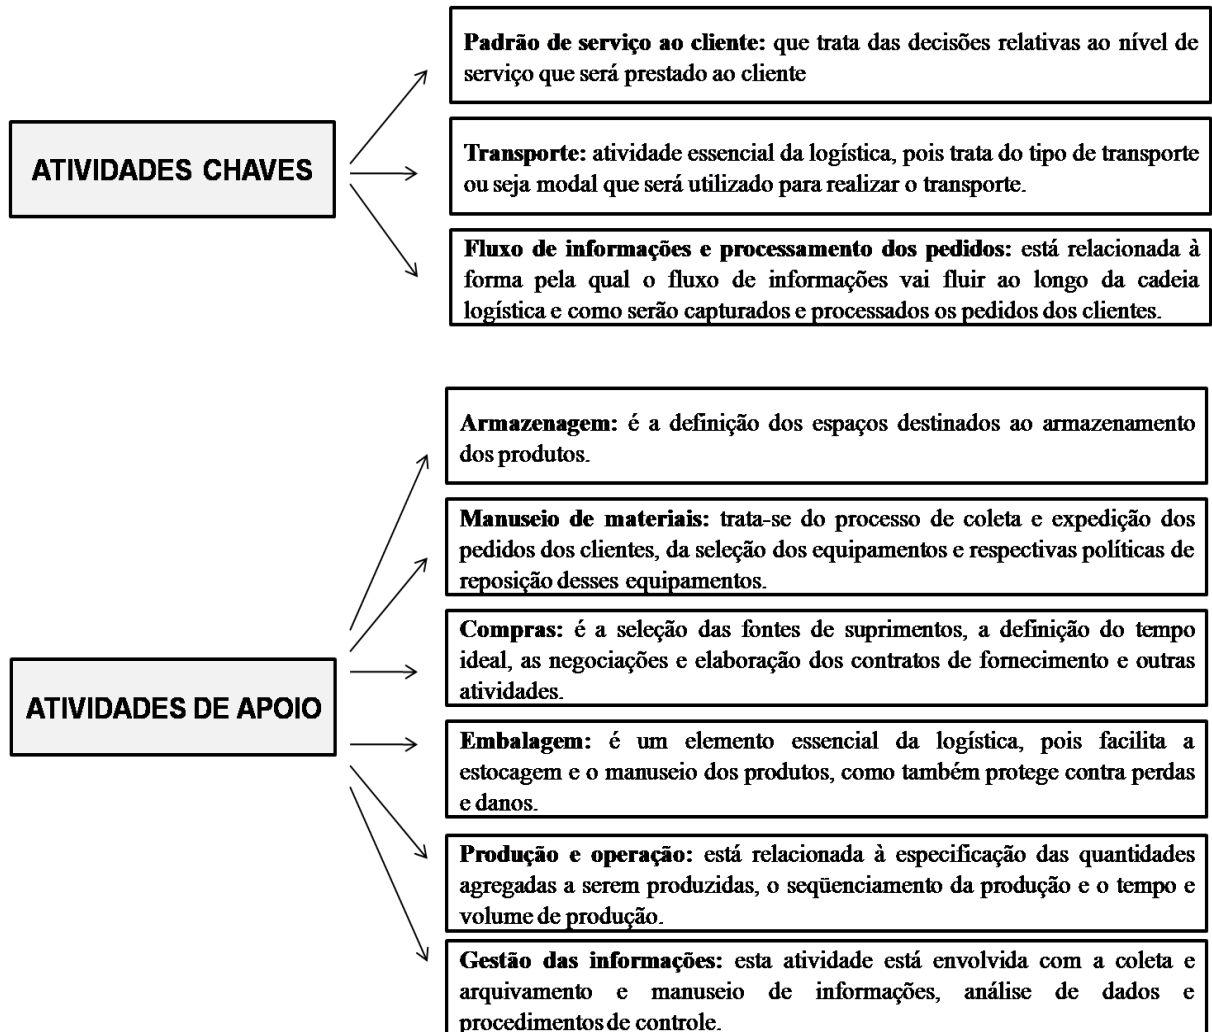 ATIVIDADES CHAVES
Padrão de serviço ao cliente: que trata das decisões relativas ao nível de
serviço que será prestado ao cliente
Transporte: atividade essencial da logística, pois trata do tipo de transporte
ou seja modal que será utilizado para realizar o transporte.
Fluxo de informações e processamento dos pedidos: está relacionada à
forma pela qual o fluxo de informações vai fluir ao longo da cadeia
logística e como serão capturados e processados os pedidos dos clientes.
ATIVIDADES DE APOIO
Armazenagem: é a definição dos espaços destinados ao armazenamento
dos produtos.
Manuseio de materiais: trata-se do processo de coleta e expedição dos
pedidos dos clientes, da seleção dos equipamentos e respectivas políticas de
reposição desses equipamentos.
Compras: é a seleção das fontes de suprimentos, a definição do tempo
ideal, as negociações e elaboração dos contratos de fornecimento e outras
atividades.
Embalagem: é um elemento essencial da logística, pois facilita a
estocagem e o manuseio dos produtos, como também protege contra perdas
e danos.
Produção e operação: está relacionada à especificação das quantidades
agregadas a serem produzidas, o seqüenciamento da produção e o tempo e
volume de produção.
Gestão das informações: esta atividade está envolvida com a coleta e
arquivamento e manuseio de informações, análise de dados e
procedimentos de controle.